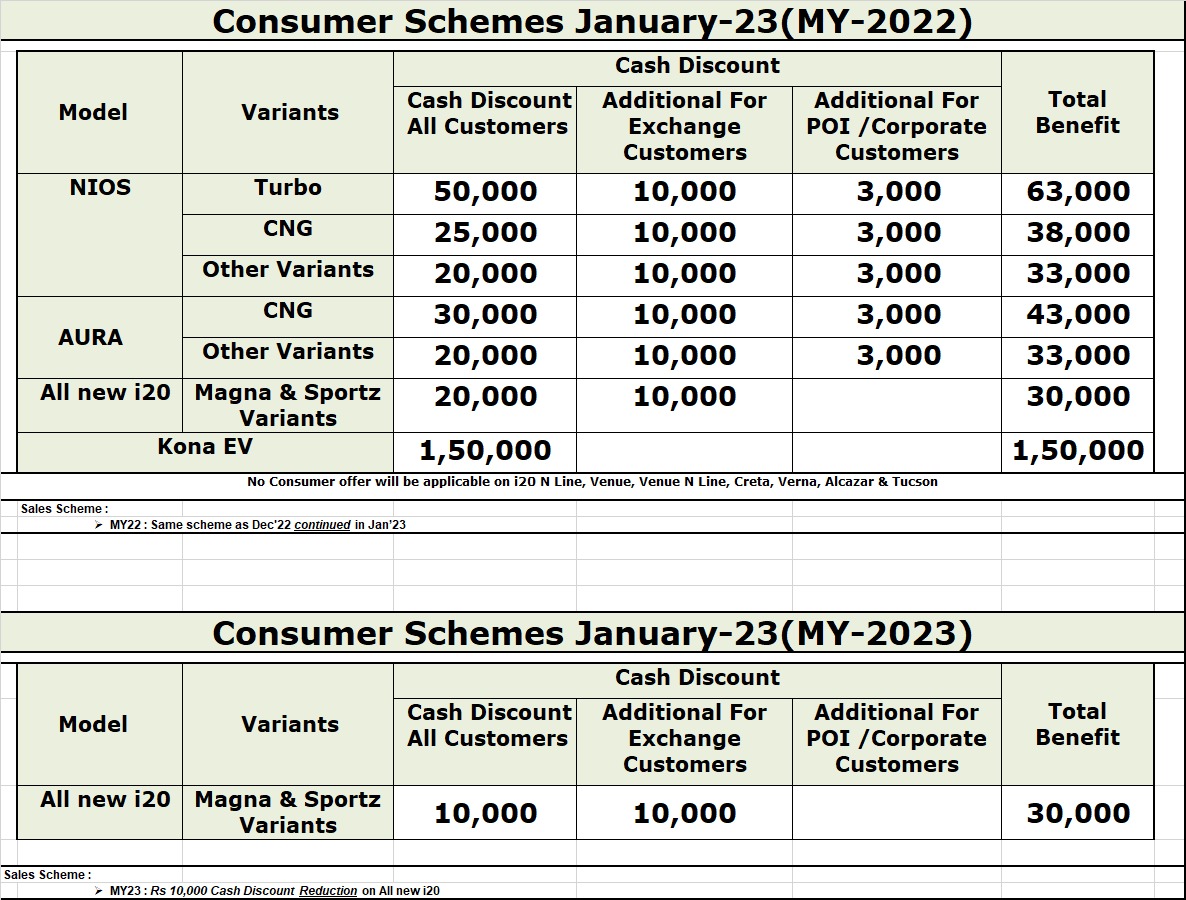 Consumer Schemes January-23(MY-2022)
Model
Variants
Cash Discount
Total
Benefit
Cash Discount
All Customers
Additional For
Exchange
Customers
Additional For
POI /Corporate
Customers
NIOS
Turbo
50,000
10,000
3,000
63,000
CNG
25,000
10,000
3,000
38,000
Other Variants
20,000
10,000
3,000
33,000
AURA
CNG
30,000
10,000
3,000
43,000
Other Variants
20,000
10,000
3,000
33,000
All new i20
Magna & Sportz
Variants
20,000
10,000
30,000
Kona EV
1,50,000
1,50,000
No Consumer offer will be applicable on i20 N Line, Venue, Venue N Line, Creta, Verna, Alcazar & Tucson
Sales Scheme :
➢ MY22 : Same scheme as Dec'22 continued in Jan'23
Consumer Schemes January-23(MY-2023)
Model
Variants
Cash Discount
Total
Benefit
Cash Discount
All Customers
Additional For
Exchange
Customers
Additional For
POI /Corporate
Customers
All new i20
Magna & Sportz
Variants
10,000
10,000
30,000
Sales Scheme :
➢ MY23 : Rs 10,000 Cash Discount Reduction on All new i20